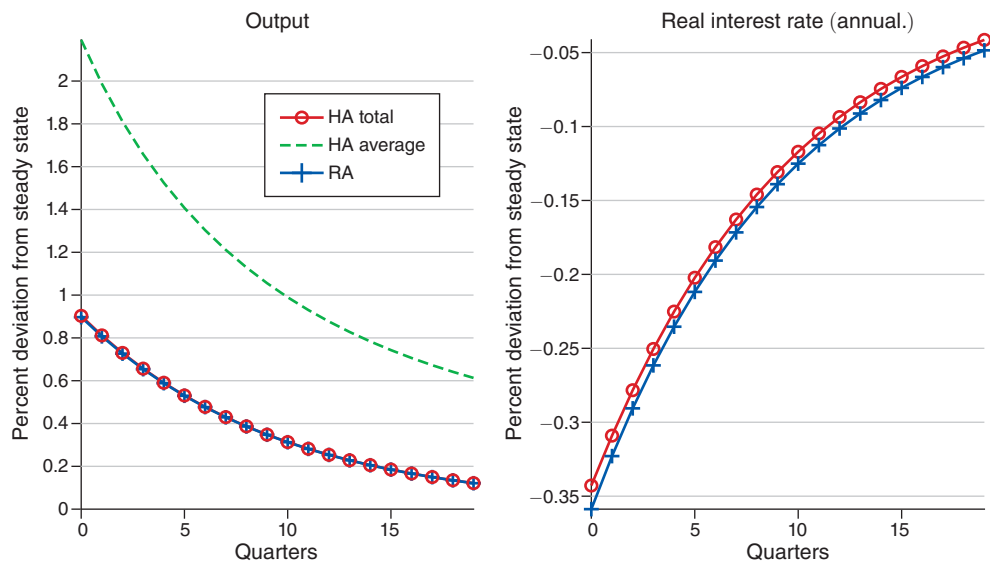 Output
Percent deviation from steady state
2
1.8
1.6
1.4
1.2
1
0.8
0.6
0.4
0.2
0
HA total
HA average
RA
0 5 10 15
Quarters
Real interest rate (annual.)
Percent deviation from steady state
−0.05
−0.1
−0.15
−0.2
−0.25
−0.3
−0.35
0 5 10 15
Quarters